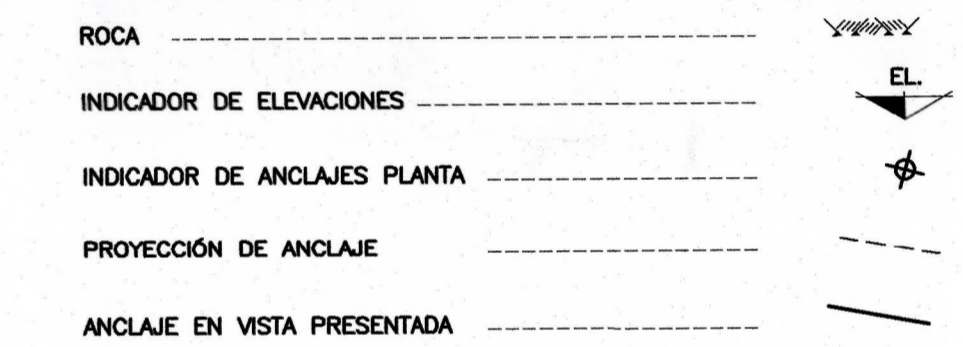 ROCA
EL.
INDICADOR DE ELEVACIONES
INDICADOR DE ANCLAJES PLANTA
PROYECCIÓN DE ANCLAJE
ANCLAJE EN VISTA PRESENTADA